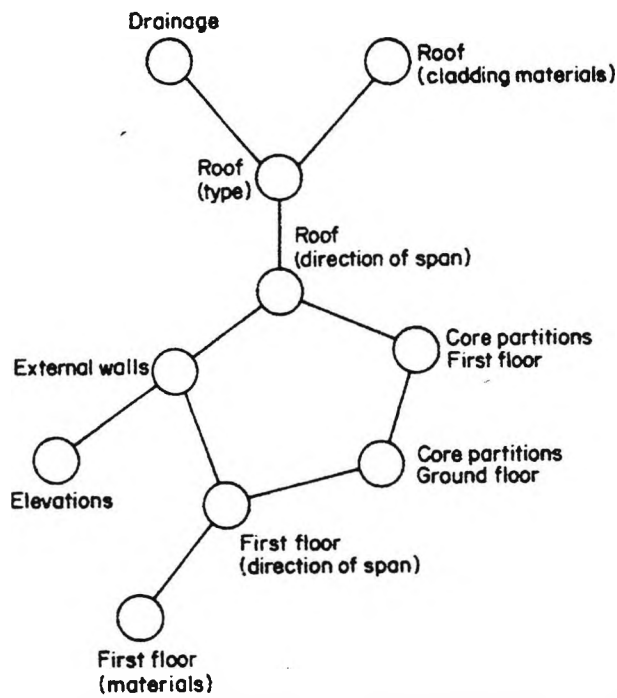 Drainage
Roof
(cladding materials)
Roof
(type)
Roof
(direction of span)
Core partitions
First floor
External walls
Core partitions
Ground floor
Elevations
First floor
(direction of span)
First floor
(materials)